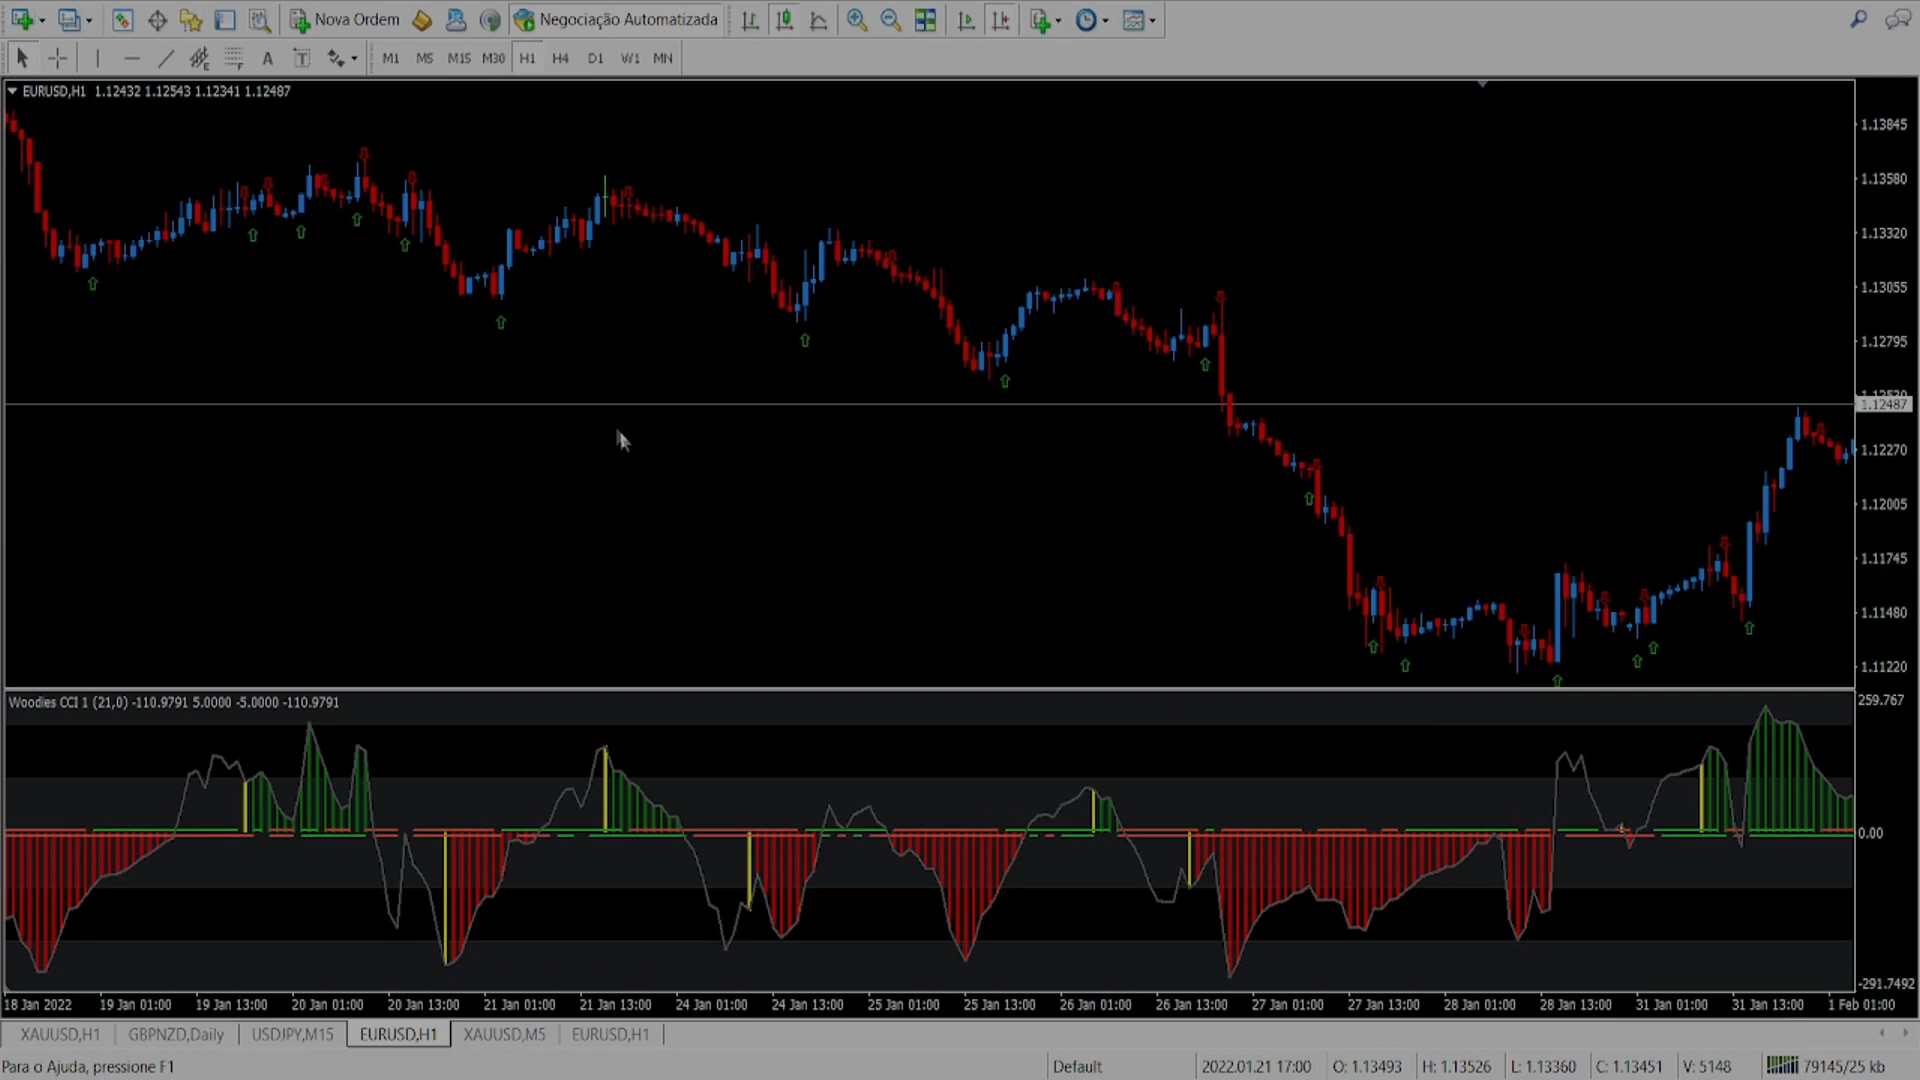 Nova Ordem
Negociação Automatizada
M1 M5 M15 M30 H1 H4 D1 W1 MN
EURUSD,H1 1.12432 1.12543 1.12341 1.12487
1.13845
1.13580
1.13320
1.13055
1.12795
1.12487
1.12270
1.12005
1.11745
1.11480
1.11220
Woodies CCI 1 (21,0) -110.9791 5.0000 -5.0000 -110.9791
259.767
0.00
-291.7492
18 Jan 2022 19 Jan 01:00 19 Jan 13:00 20 Jan 01:00 20 Jan 13:00 21 Jan 01:00 21 Jan 13:00 24 Jan 01:00 24 Jan 13:00 25 Jan 01:00 25 Jan 13:00 26 Jan 01:00 26 Jan 13:00 27 Jan 01:00 27 Jan 13:00 28 Jan 01:00 28 Jan 13:00 31 Jan 01:00 31 Jan 13:00 1 Feb 01:00
XAUUSD,H1 GBPNZD,Daily USDJPY,M15 EURUSD,H1 XAUUSD,M5 EURUSD,H1
Para o Ajuda, pressione F1 Default 2022.01.21 17:00 O: 1.13493 H: 1.13526 L: 1.13360 C: 1.13451 V: 5148 79145/25 kb